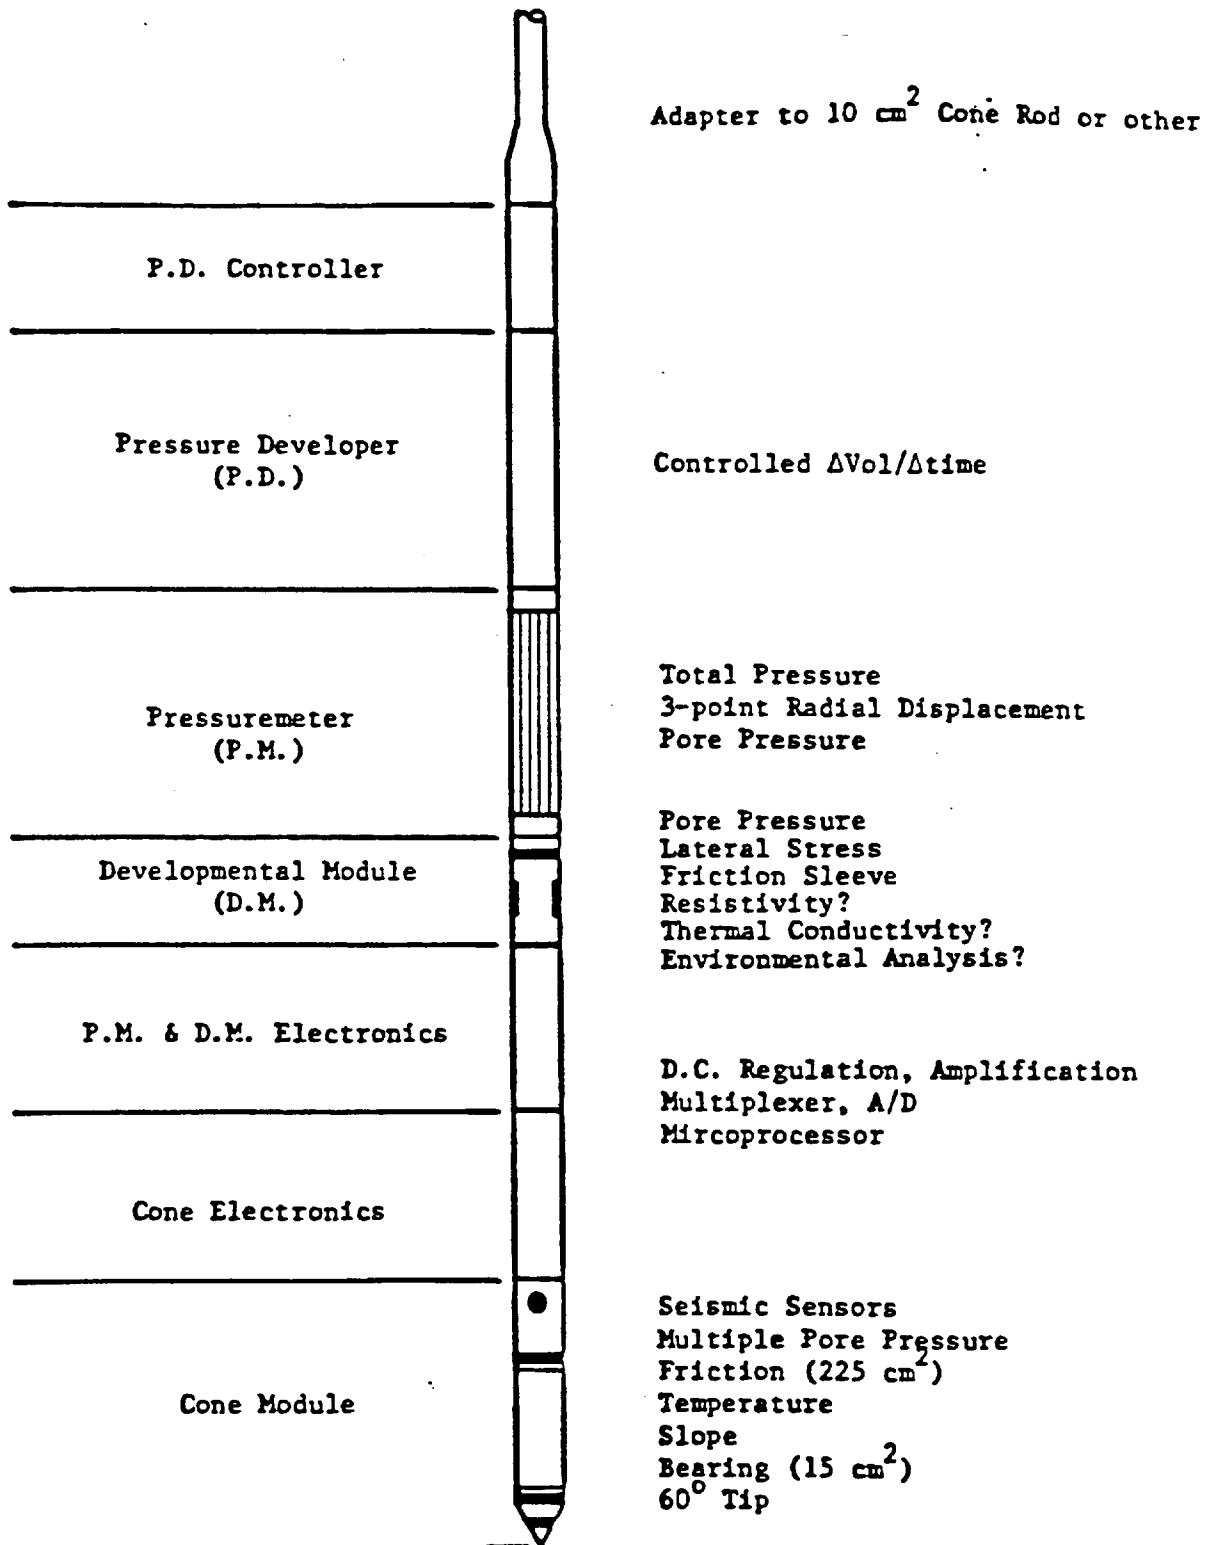 Adapter to 10 cm² Cone Rod or other
P.D. Controller
Pressure Developer
(P.D.)
Controlled ΔVol/Δtime
Pressuremeter
(P.M.)
Total Pressure
3-point Radial Displacement
Pore Pressure
Developmental Module
(D.M.)
Pore Pressure
Lateral Stress
Friction Sleeve
Resistivity?
Thermal Conductivity?
Environmental Analysis?
P.M. & D.M. Electronics
D.C. Regulation, Amplification
Multiplexer, A/D
Mircoprocessor
Cone Electronics
Cone Module
Seismic Sensors
Multiple Pore Pressure
Friction (225 cm²)
Temperature
Slope
Bearing (15 cm²)
60° Tip